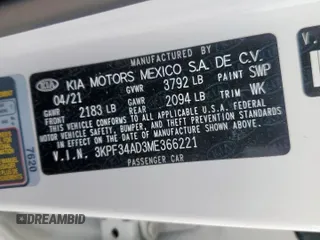 MANUFACTURED BY
KIA KIA MOTORS MEXICO S.A. DE C.V.
04/21 GVWR 3792 LB PAINT SWP
GAWR 2183 LB GAWR 2094 LB TRIM WK
THIS VEHICLE CONFORMS TO ALL APPLICABLE U.S.A. FEDERAL
MOTOR VEHICLE SAFETY, BUMPER, AND THEFT PREVENTION
STANDARDS IN EFFECT ON THE DATE OF MANUFACTURE SHOWN ABOVE.
V.I.N. 3KPF34AD3ME366221
PASSENGER CAR
7620
DREAMBID